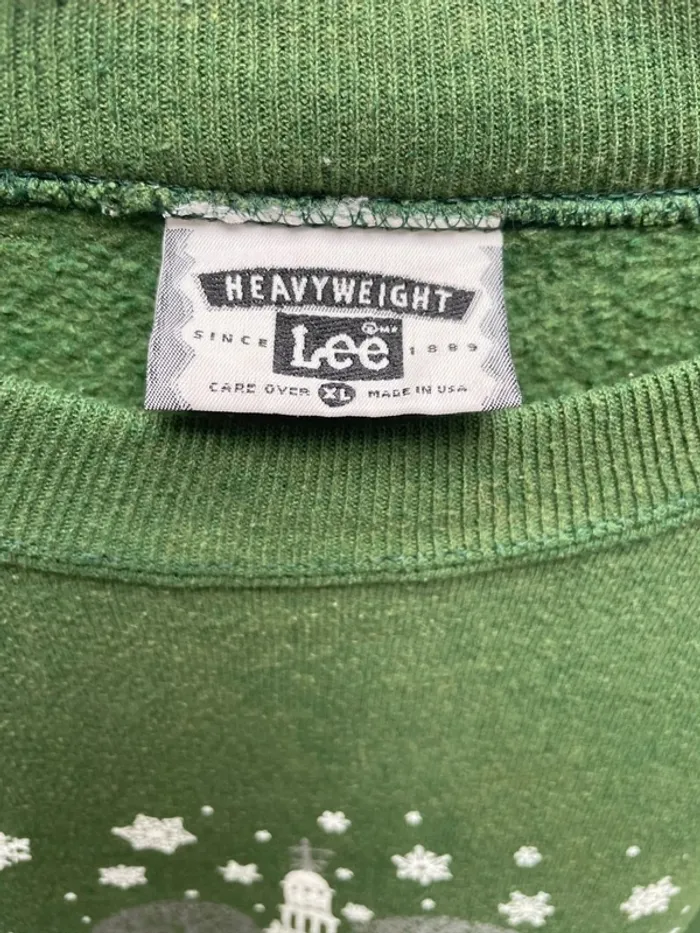 HEAVYWEIGHT
SINCE Lee ® 1889
CARE OVER XL MADE IN USA